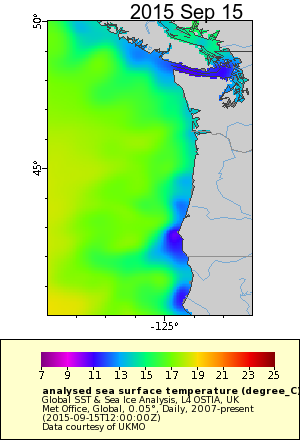 2015 Sep 15
50°
45°
-125°
7 9 11 13 15 17 19 21 23 25
analysed sea surface temperature (degree_C)
Global SST & Sea Ice Analysis, L4 OSTIA, UK
Met Office, Global, 0.05°, Daily, 2007-present
(2015-09-15T12:00:00Z)
Data courtesy of UKMO